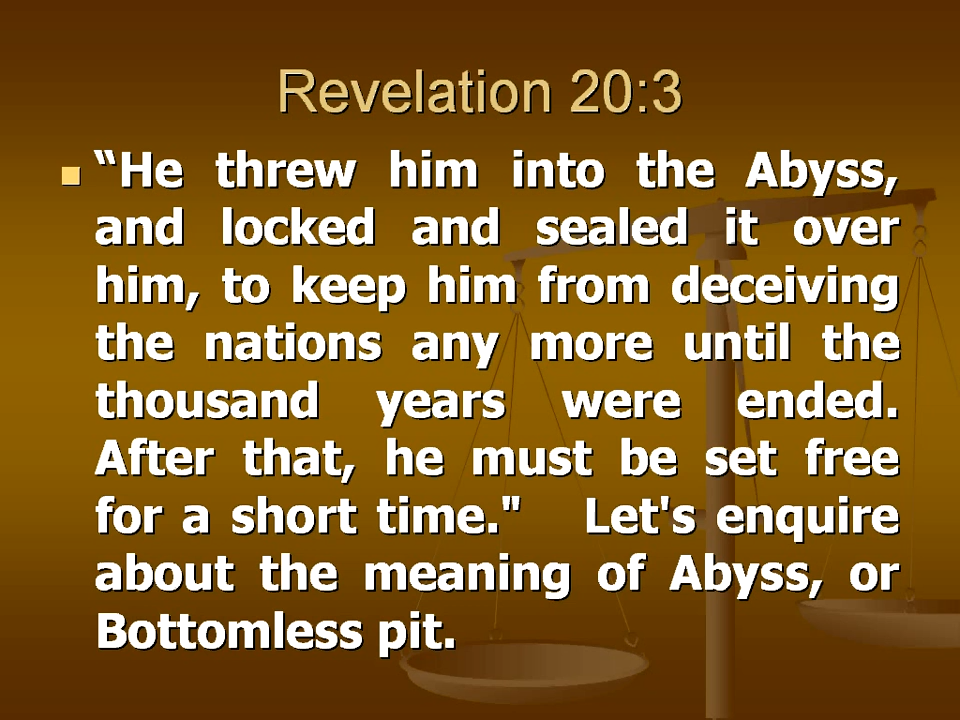 Revelation 20:3
“He threw him into the Abyss,
and locked and sealed it over
him, to keep him from deceiving
the nations any more until the
thousand years were ended.
After that, he must be set free
for a short time." Let's enquire
about the meaning of Abyss, or
Bottomless pit.